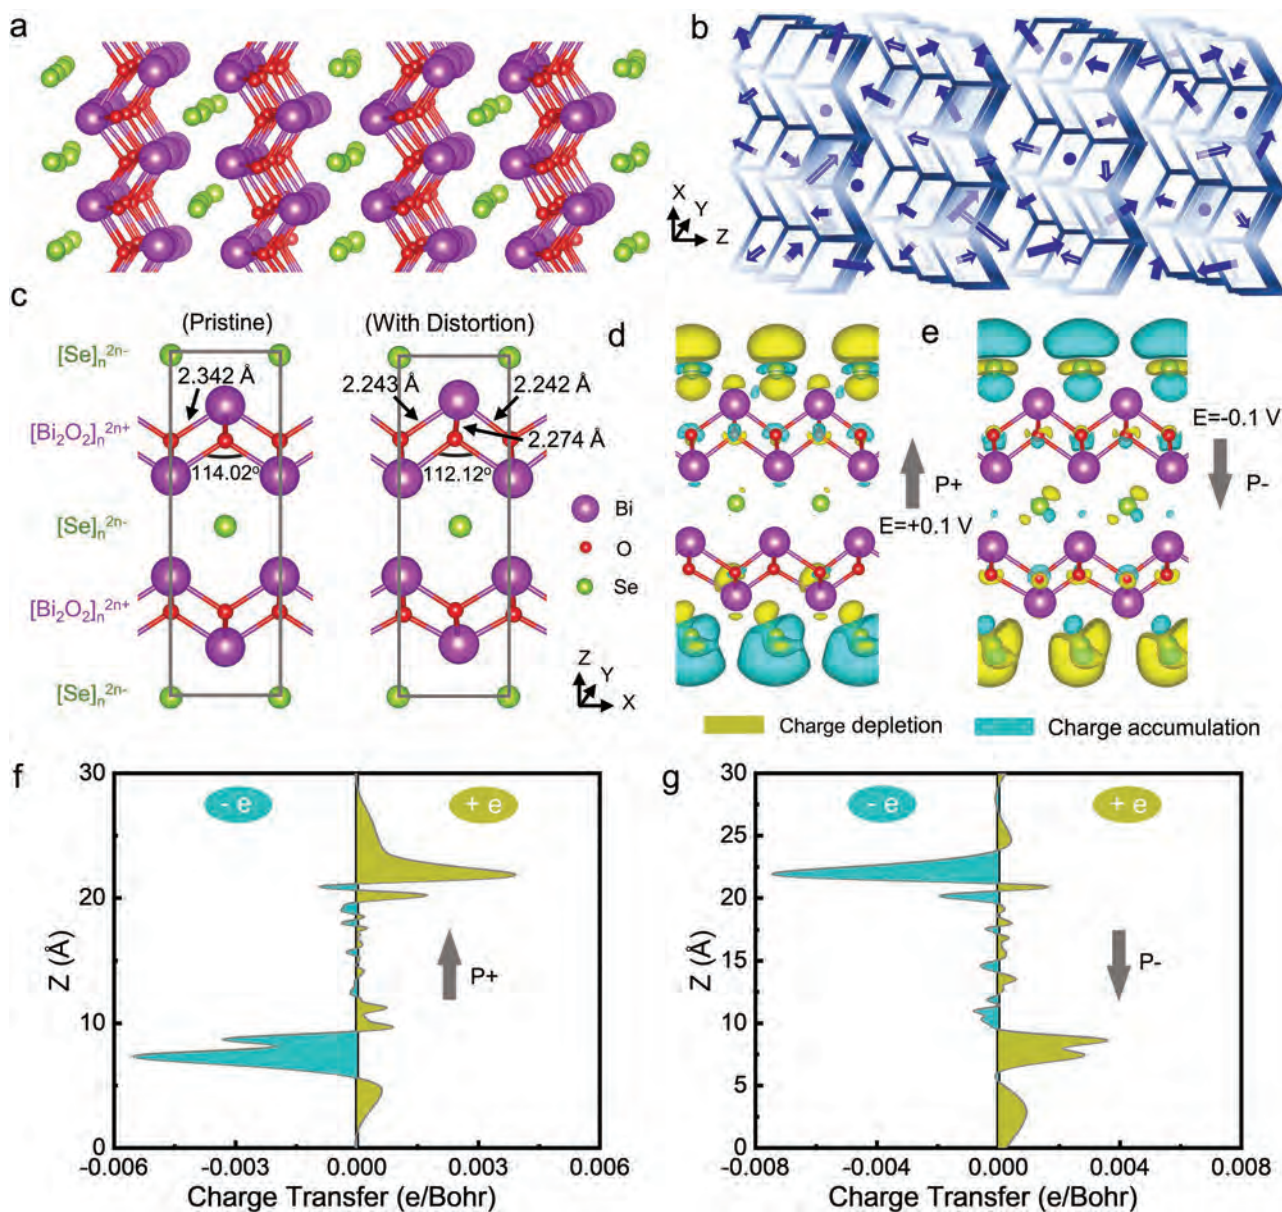 a
b
X
Y
Z
c
(Pristine)
(With Distortion)
d
e
[Se]n2n-
2.342 Å
2.243 Å
2.242 Å
[Bi2O2]n2n+
2.274 Å
E=-0.1 V
114.02°
112.12°
P+
P-
[Se]n2n-
Bi
E=+0.1 V
O
Se
[Bi2O2]n2n+
Z
Y
X
[Se]n2n-
Charge depletion
Charge accumulation
f
30
- e
+ e
20
Z (Å)
P+
10
0
-0.006
-0.003
0.000
0.003
0.006
Charge Transfer (e/Bohr)
g
30
- e
+ e
25
20
Z (Å)
15
P-
10
5
0
-0.008
-0.004
0.000
0.004
0.008
Charge Transfer (e/Bohr)